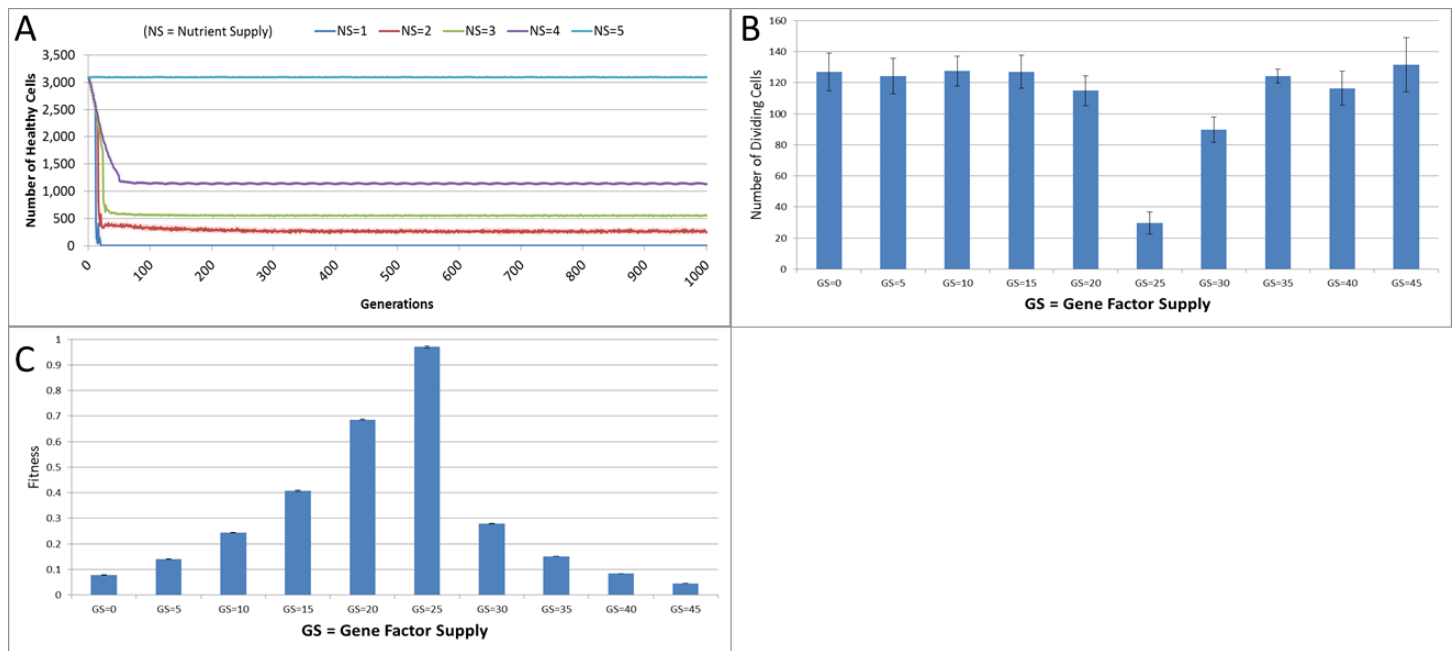 A
(NS = Nutrient Supply) NS=1 NS=2 NS=3 NS=4 NS=5
Number of Healthy Cells
3,500
3,000
2,500
2,000
1,500
1,000
500
0
0 100 200 300 400 500 600 700 800 900 1000
Generations
B
Number of Dividing Cells
160
140
120
100
80
60
40
20
0
GS=0 GS=5 GS=10 GS=15 GS=20 GS=25 GS=30 GS=35 GS=40 GS=45
GS = Gene Factor Supply
C
Fitness
1
0.9
0.8
0.7
0.6
0.5
0.4
0.3
0.2
0.1
0
GS=0 GS=5 GS=10 GS=15 GS=20 GS=25 GS=30 GS=35 GS=40 GS=45
GS = Gene Factor Supply